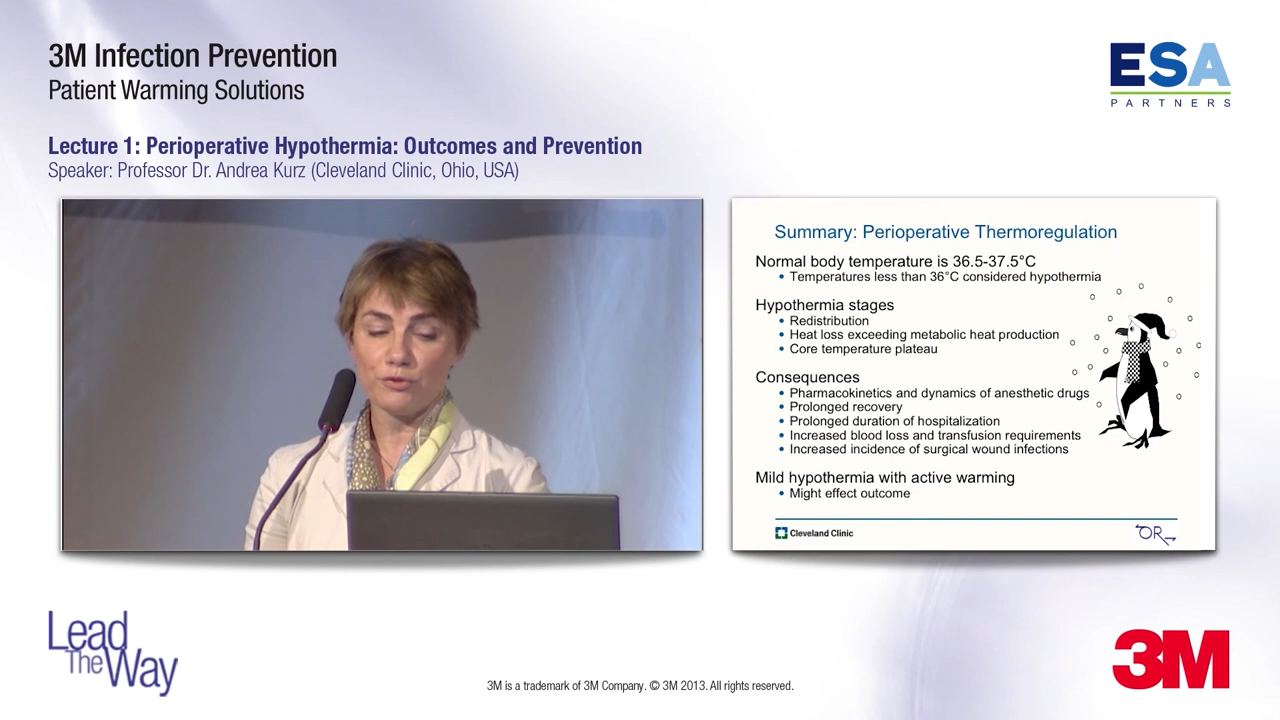 3M Infection Prevention
Patient Warming Solutions
ESA
PARTNERS
Lecture 1: Perioperative Hypothermia: Outcomes and Prevention
Speaker: Professor Dr. Andrea Kurz (Cleveland Clinic, Ohio, USA)
Summary: Perioperative Thermoregulation
Normal body temperature is 36.5-37.5°C
• Temperatures less than 36°C considered hypothermia
Hypothermia stages
• Redistribution
• Heat loss exceeding metabolic heat production
• Core temperature plateau
Consequences
• Pharmacokinetics and dynamics of anesthetic drugs
• Prolonged recovery
• Prolonged duration of hospitalization
• Increased blood loss and transfusion requirements
• Increased incidence of surgical wound infections
Mild hypothermia with active warming
• Might effect outcome
Cleveland Clinic
OR
Lead
The Way
3M is a trademark of 3M Company. © 3M 2013. All rights reserved.
3M